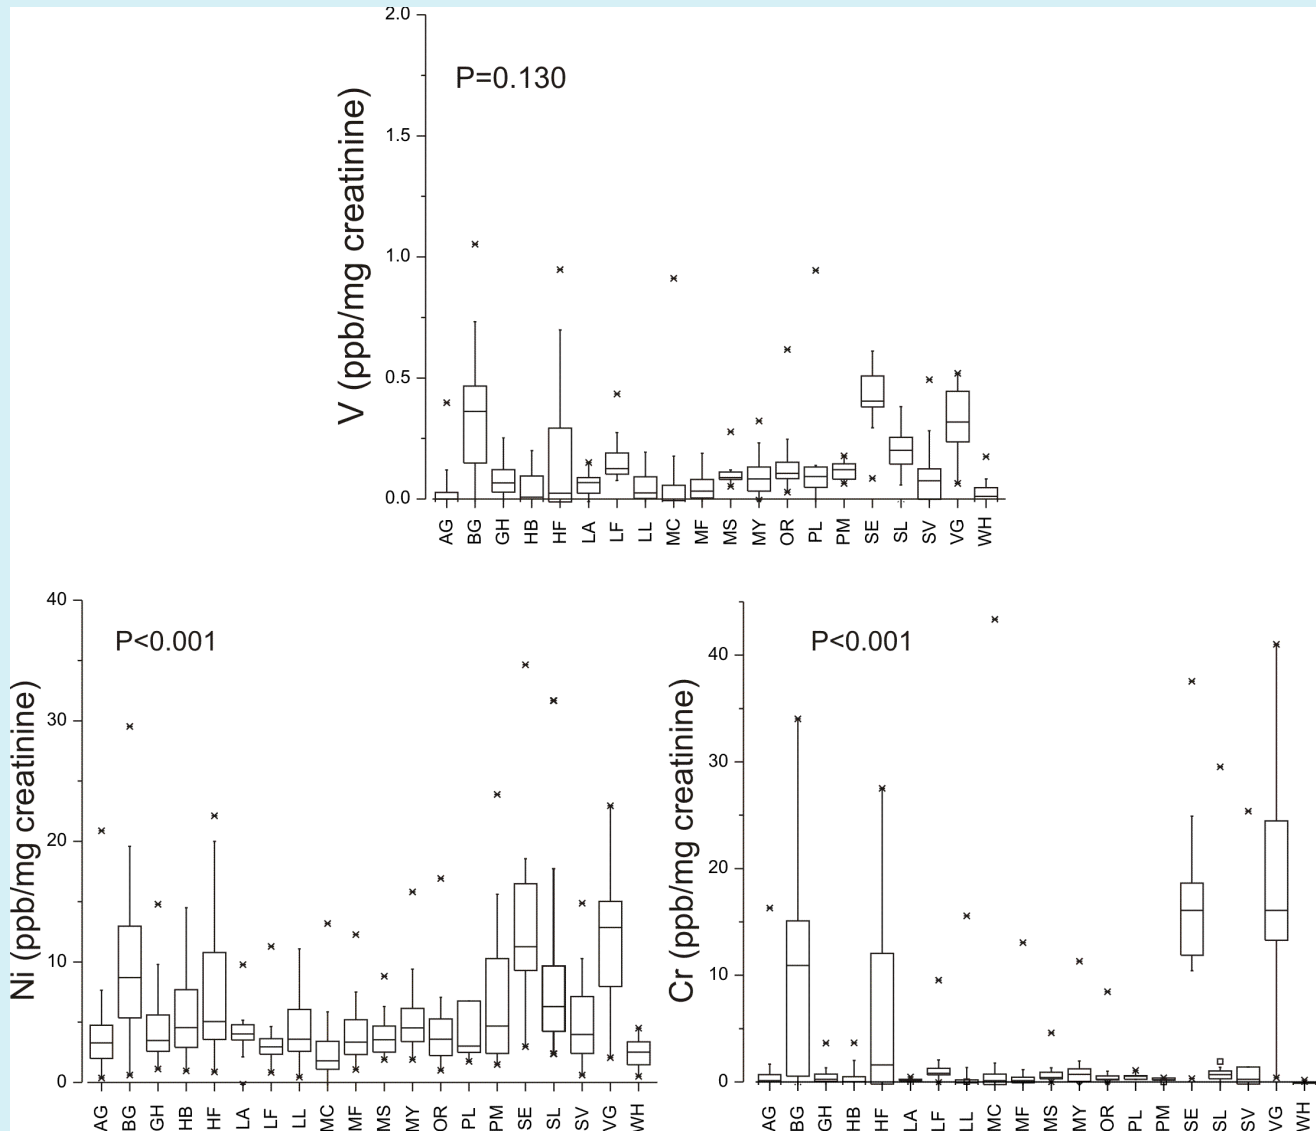 2.0
P=0.130
1.5
1.0
0.5
0.0
V (ppb/mg creatinine)
AG BG GH HB HF LA LF LL MC MF MS MY OR PL PM SE SL SV VG WH
40
P<0.001
30
20
10
0
Ni (ppb/mg creatinine)
AG BG GH HB HF LA LF LL MC MF MS MY OR PL PM SE SL SV VG WH
P<0.001
40
30
20
10
0
Cr (ppb/mg creatinine)
AG BG GH HB HF LA LF LL MC MF MS MY OR PL PM SE SL SV VG WH